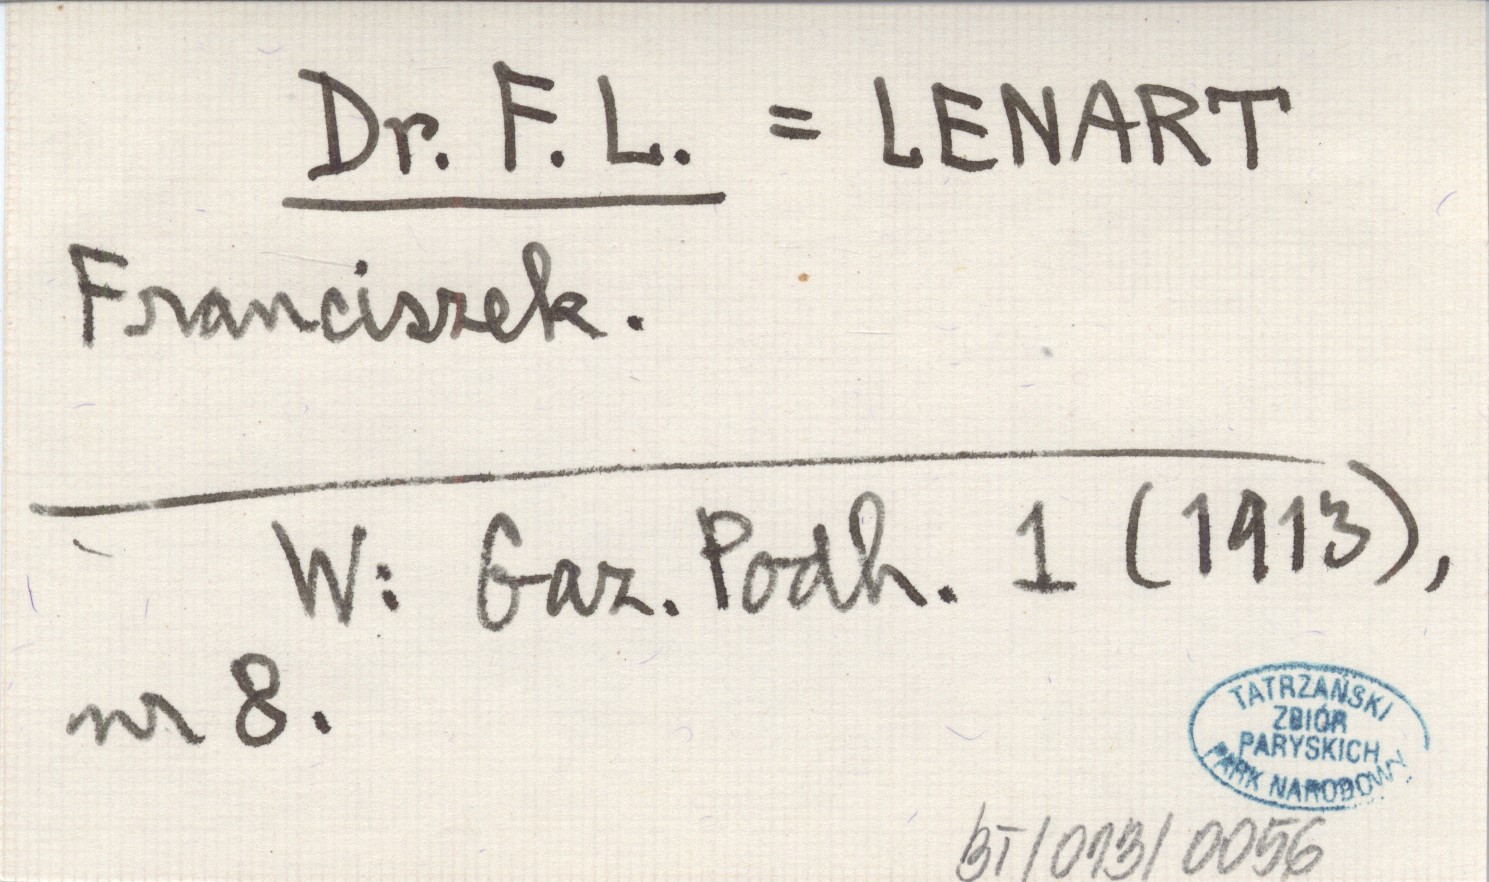 Dr. F. L. = LENART
Franciszek.
W: Gaz. Podh. 1 (1913),
nr 8.
TATRZAŃSKI
ZBIÓR
PARYSKICH
PARK NARODOWY
BT/013/0056